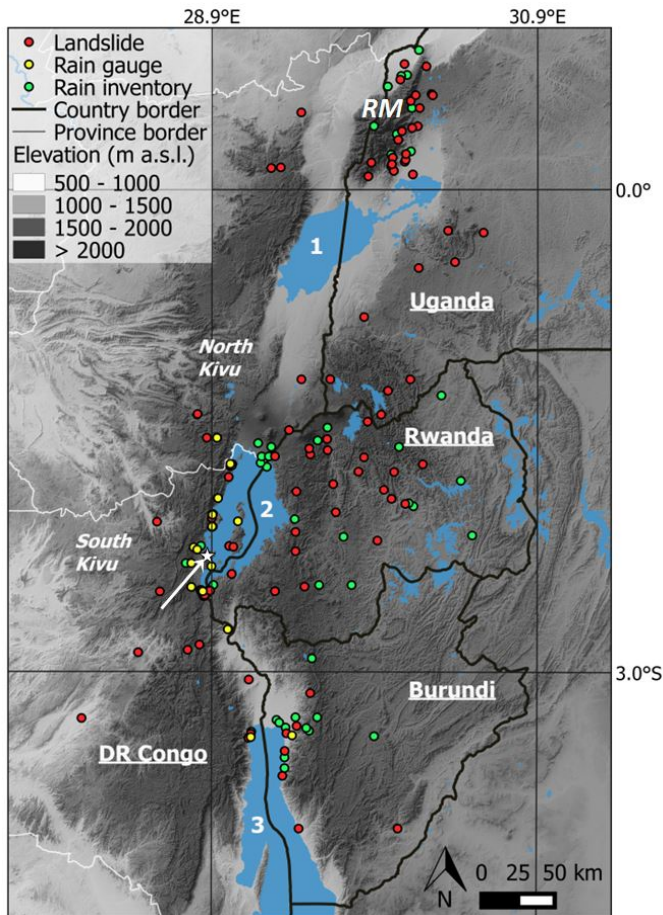 28.9°E
30.9°E
Landslide
Rain gauge
Rain inventory
Country border
Province border
Elevation (m a.s.l.)
500 - 1000
1000 - 1500
1500 - 2000
> 2000
RM
0.0°
1
Uganda
North
Kivu
Rwanda
2
South
Kivu
3.0°S
Burundi
DR Congo
3
N
0 25 50 km